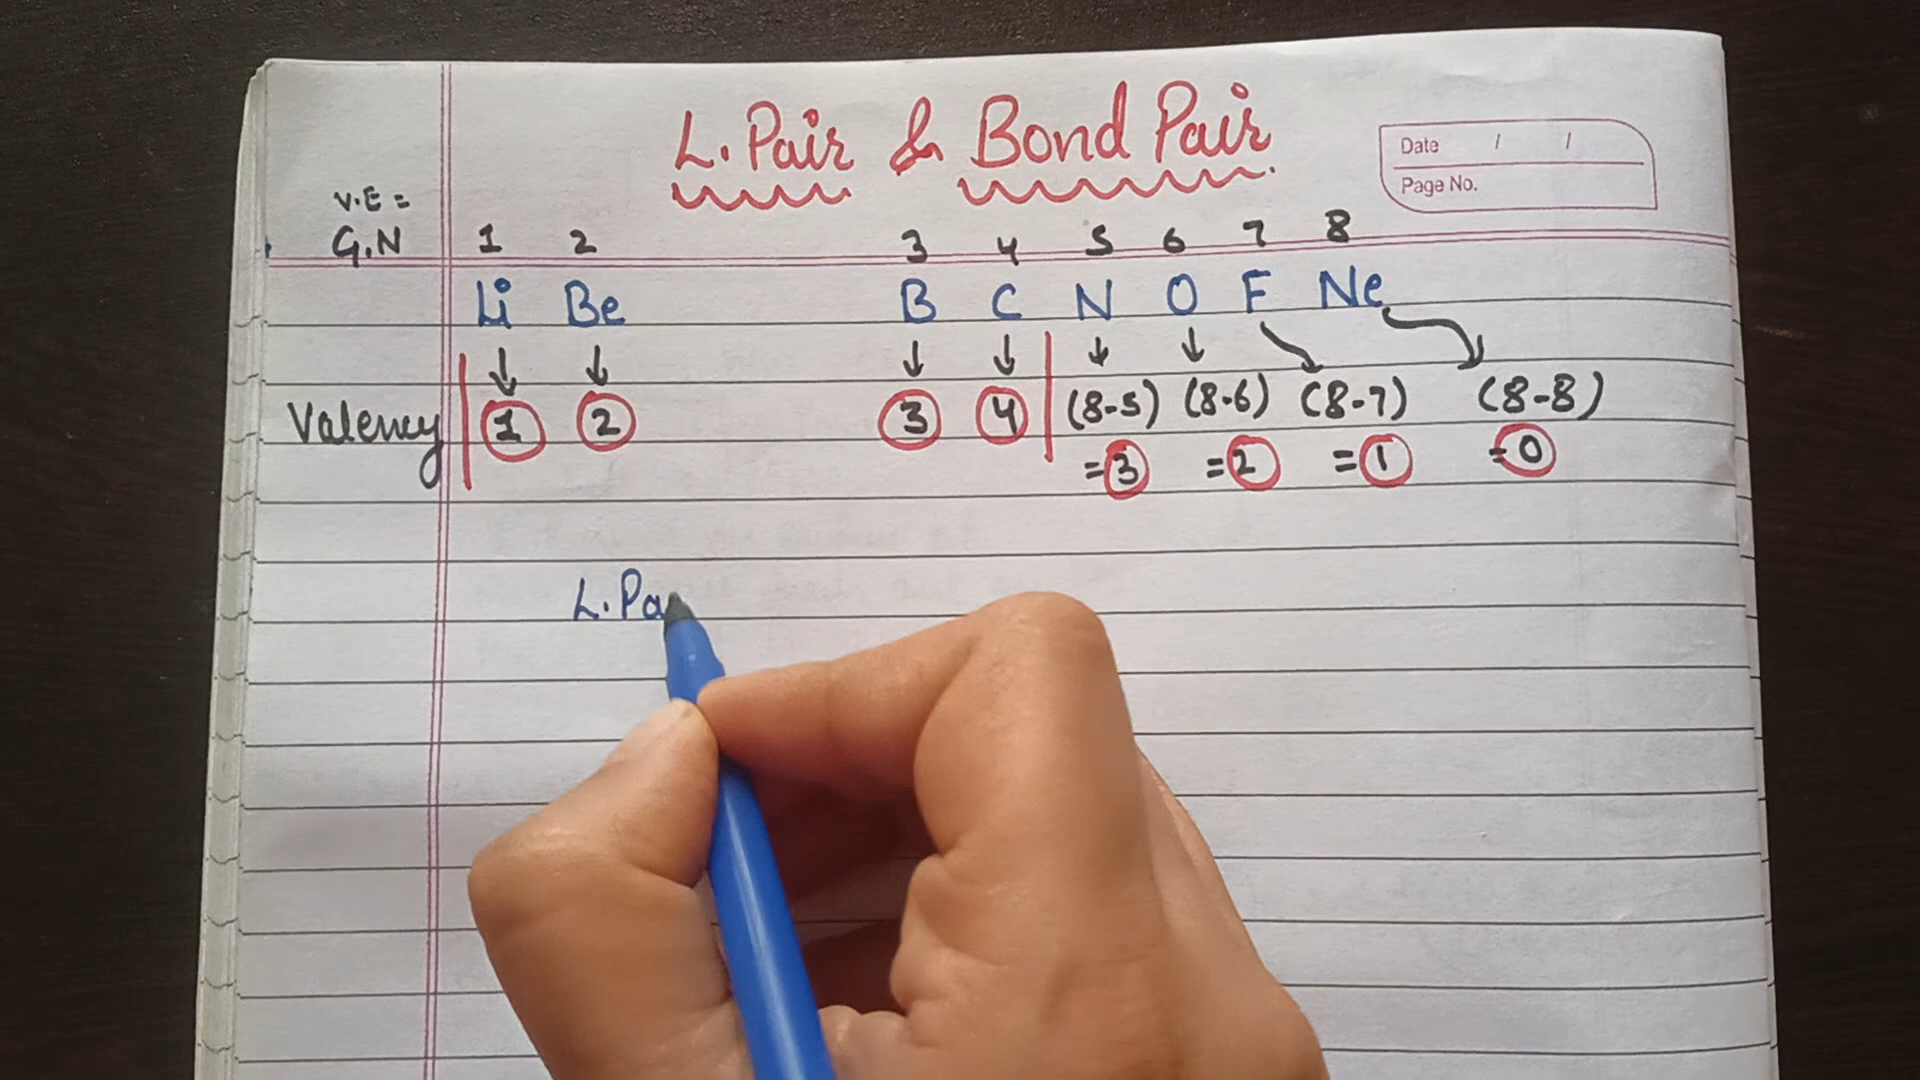 L. Pair & Bond Pair
Date / /
Page No.
V.E =
G.N 1 2 3 4 5 6 7 8
Li Be B C N O F Ne
Valency 1 2 3 4 (8-5) (8-6) (8-7) (8-8)
=3 =2 =1 =0
L. Pa